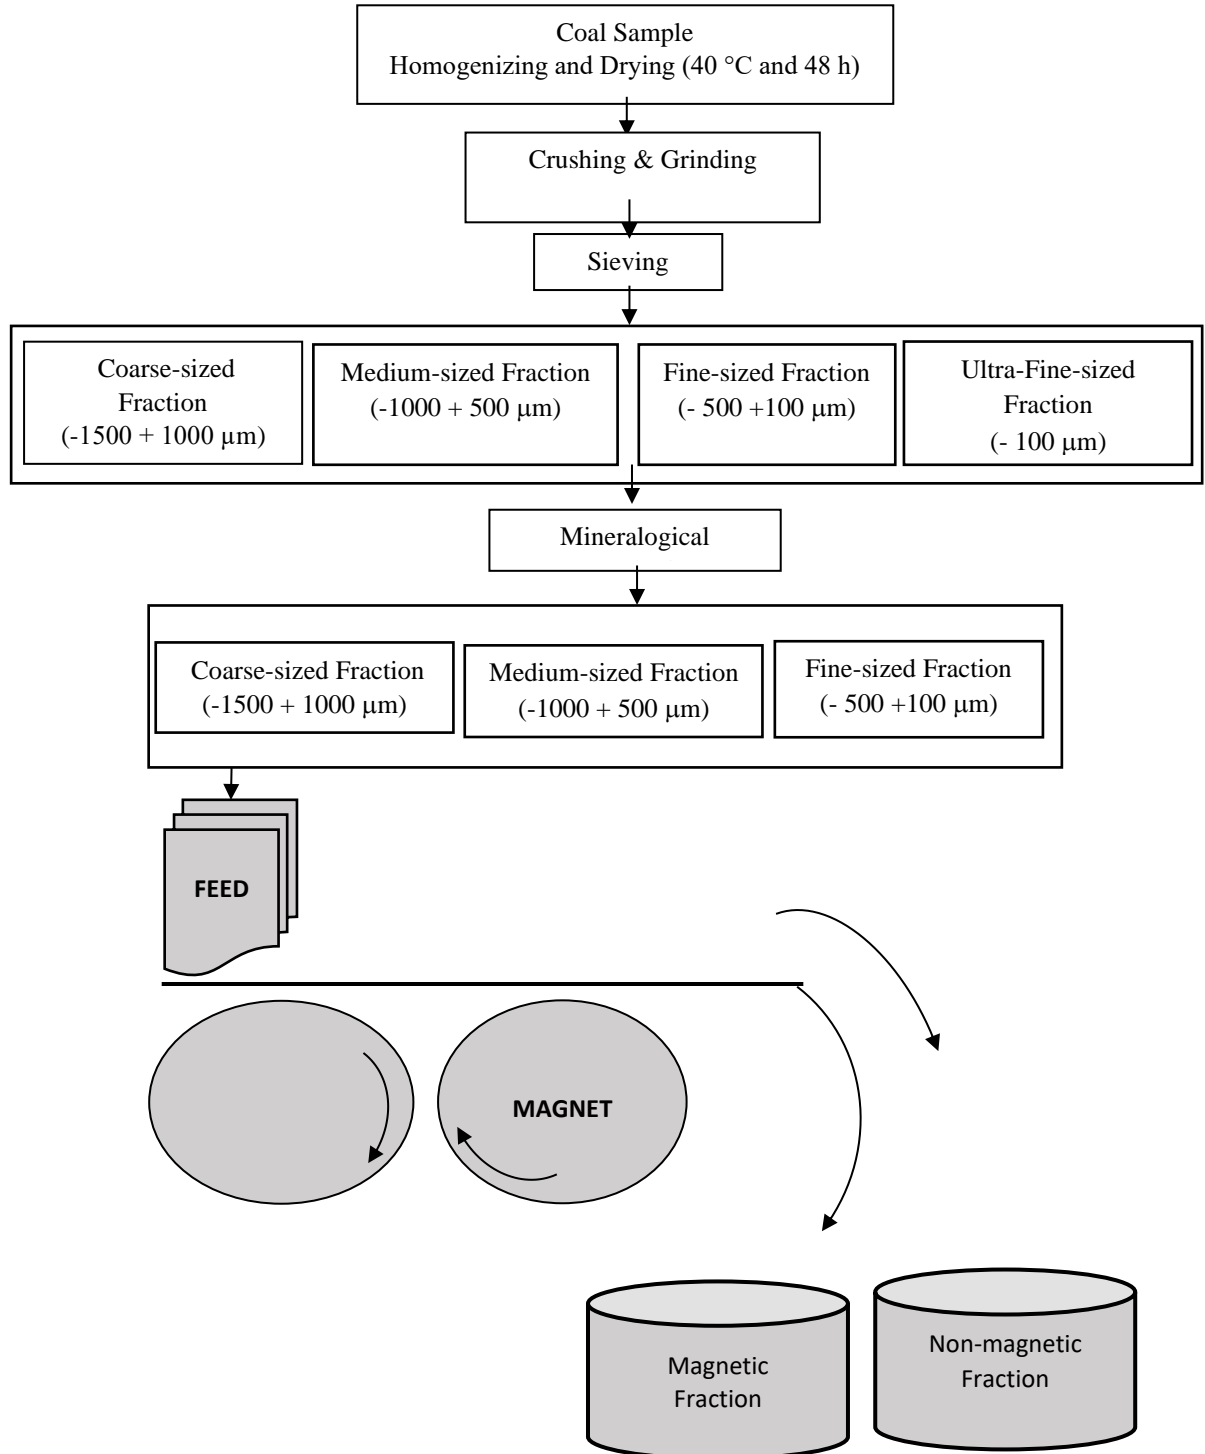 Coal Sample
Homogenizing and Drying (40 °C and 48 h)
Crushing & Grinding
Sieving
Coarse-sized
Fraction
(-1500 + 1000 µm)
Medium-sized Fraction
(-1000 + 500 µm)
Fine-sized Fraction
(- 500 +100 µm)
Ultra-Fine-sized
Fraction
(- 100 µm)
Mineralogical
Coarse-sized Fraction
(-1500 + 1000 µm)
Medium-sized Fraction
(-1000 + 500 µm)
Fine-sized Fraction
(- 500 +100 µm)
FEED
MAGNET
Magnetic
Fraction
Non-magnetic
Fraction